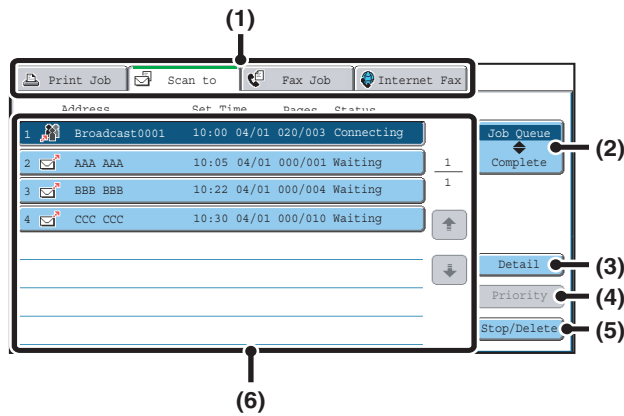 (1)
Print Job Scan to Fax Job Internet Fax
Address Set Time Pages Status
1 Broadcast0001 10:00 04/01 020/003 Connecting
2 AAA AAA 10:05 04/01 000/001 Waiting
3 BBB BBB 10:22 04/01 000/004 Waiting
4 CCC CCC 10:30 04/01 000/010 Waiting
1
1
Job Queue
Complete
(2)
Detail
(3)
Priority
(4)
Stop/Delete
(5)
(6)